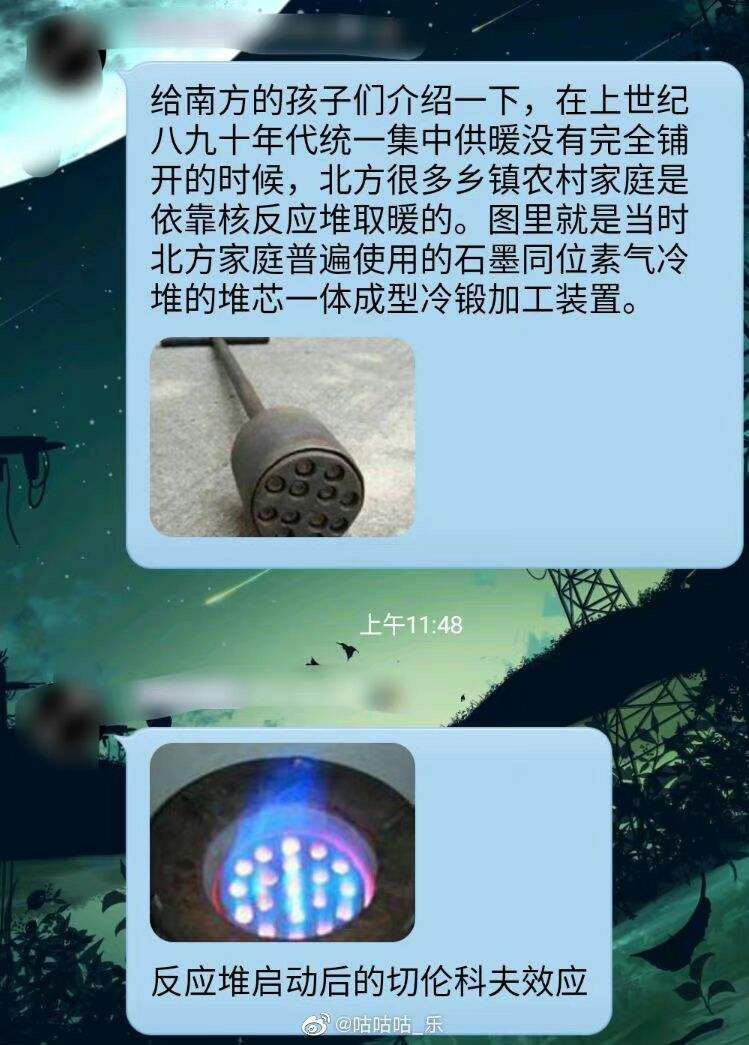 给南方的孩子们介绍一下，在上世纪
八九十年代统一集中供暖没有完全铺
开的时候，北方很多乡镇农村家庭是
依靠核反应堆取暖的。图里就是当时
北方家庭普遍使用的石墨同位素气冷
堆的堆芯一体成型冷锻加工装置。
上午11:48
反应堆启动后的切伦科夫效应
@咕咕咕_乐